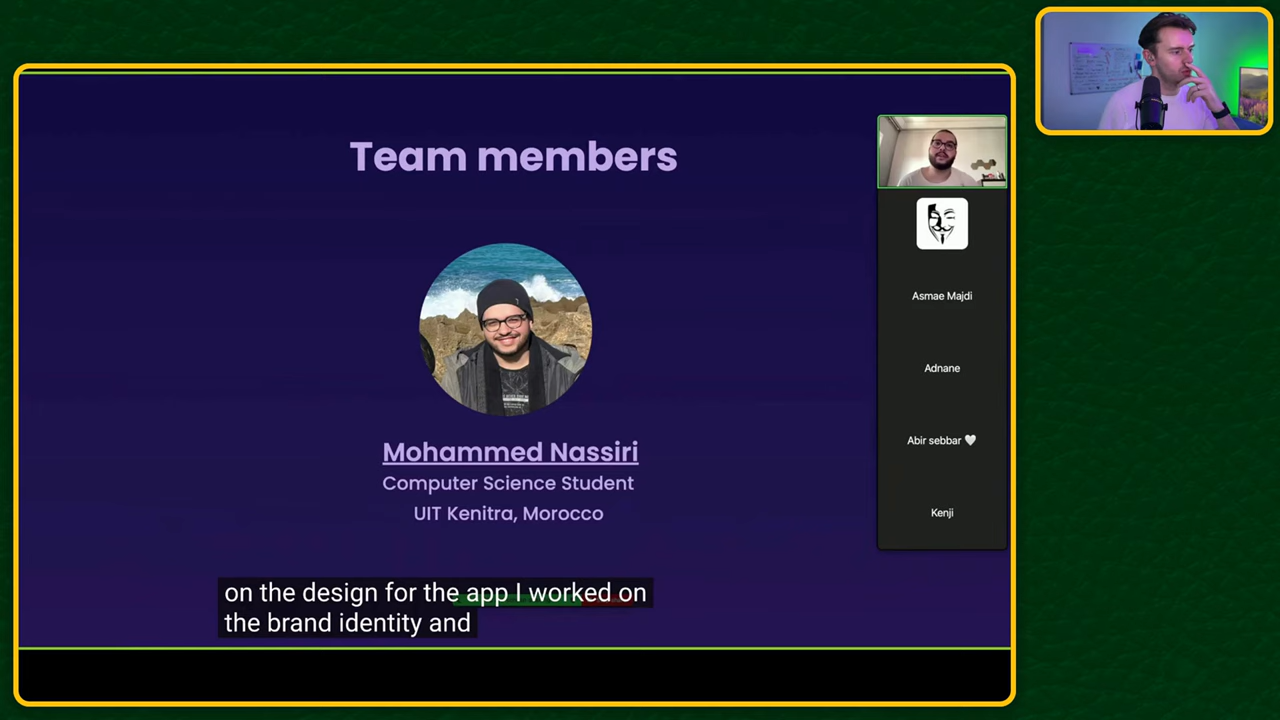 Team members
Mohammed Nassiri
Computer Science Student
UIT Kenitra, Morocco
on the design for the app I worked on
the brand identity and
Asmae Majdi
Adnane
Abir sebbar 🤍
Kenji